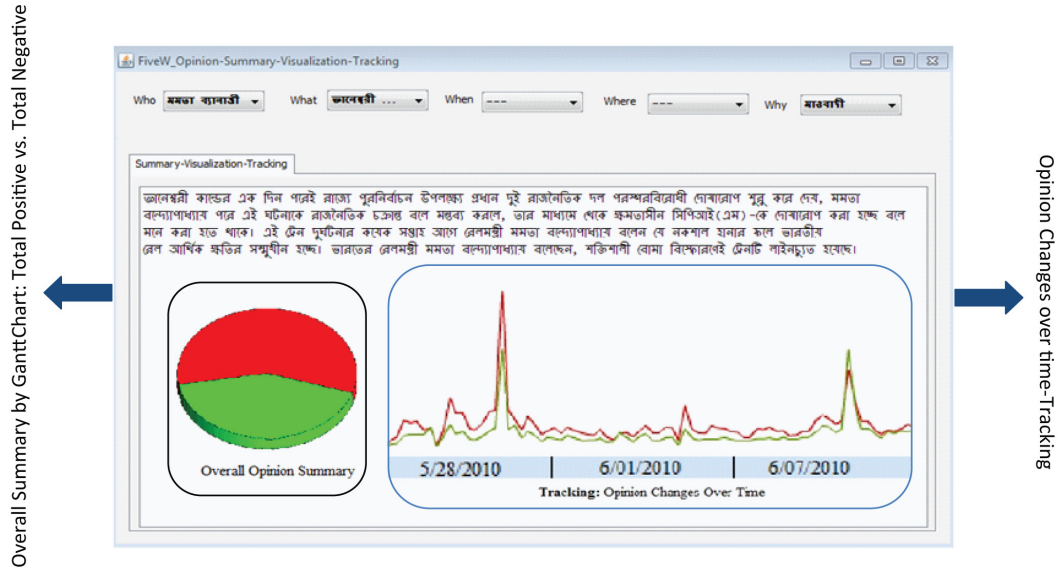 Overall Summary by GanttChart: Total Positive vs. Total Negative
FiveW_Opinion-Summary-Visualization-Tracking
Who মমতা ব্যানার্জী What জ্ঞানেশ্বরী ... When --- Where --- Why মাওবাদী
Summary-Visualization-Tracking
জ্ঞানেশ্বরী কান্ডের এক দিন পরেই রাজ্যে পুরনির্বাচন উপলক্ষ্যে প্রধান দুই রাজনৈতিক দল পরস্পরবিরোধী দোষারোপ শুরু করে দেয়, মমতা
বন্দ্যোপাধ্যায় পরে এই ঘটনাকে রাজনৈতিক চক্রান্ত বলে মন্তব্য করলে, তার মাধ্যমে থেকে ক্ষমতাসীন সিপিআই(এম)-কে দোষারোপ করা হচ্ছে বলে
মনে করা হতে থাকে। এই ট্রেন দুর্ঘটনার কয়েক সপ্তাহ আগে রেলমন্ত্রী মমতা বন্দ্যোপাধ্যায় বলেন যে নকশাল হানার ফলে ভারতীয়
রেল আর্থিক ক্ষতির সম্মুখীন হচ্ছে। ভারতের রেলমন্ত্রী মমতা বন্দ্যোপাধ্যায় বলেছেন, শক্তিশালী বোমা বিস্ফোরণেই ট্রেনটি লাইনচ্যুত হয়েছে।
Overall Opinion Summary
5/28/2010 6/01/2010 6/07/2010
Tracking: Opinion Changes Over Time
Opinion Changes over time-Tracking